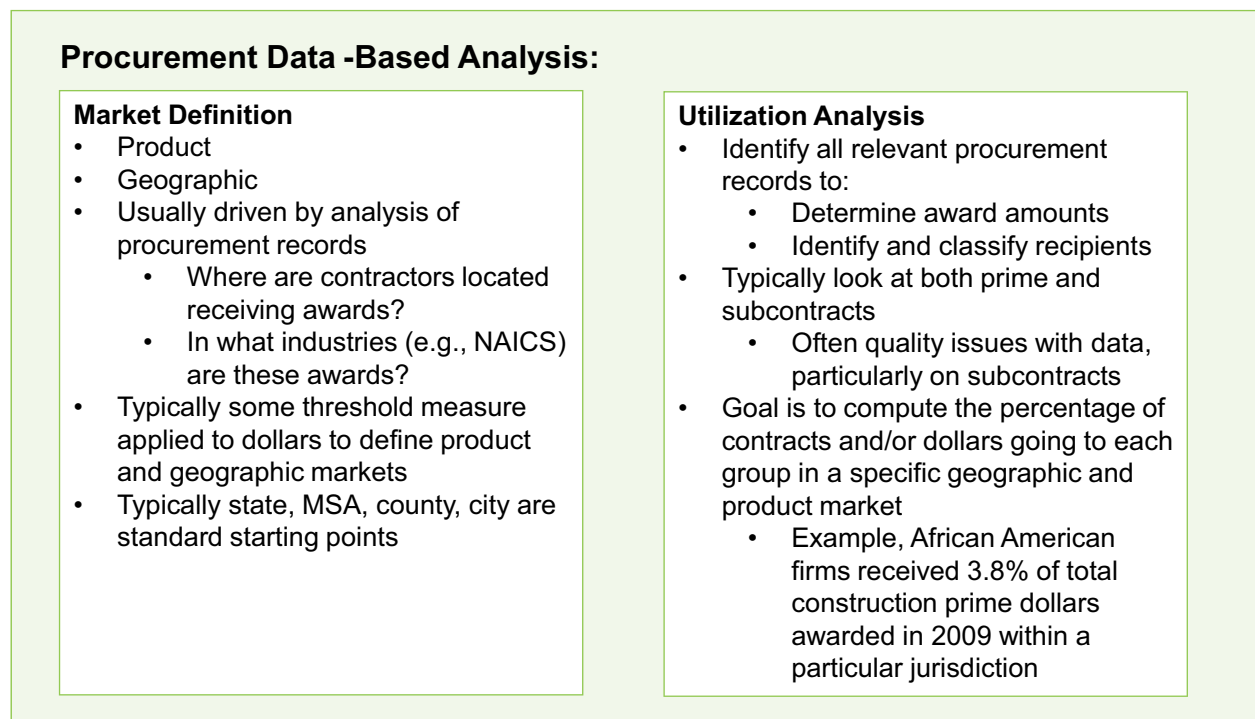 Procurement Data -Based Analysis:
Market Definition
• Product
• Geographic
• Usually driven by analysis of
procurement records
• Where are contractors located
receiving awards?
• In what industries (e.g., NAICS)
are these awards?
• Typically some threshold measure
applied to dollars to define product
and geographic markets
• Typically state, MSA, county, city are
standard starting points
Utilization Analysis
• Identify all relevant procurement
records to:
• Determine award amounts
• Identify and classify recipients
• Typically look at both prime and
subcontracts
• Often quality issues with data,
particularly on subcontracts
• Goal is to compute the percentage of
contracts and/or dollars going to each
group in a specific geographic and
product market
• Example, African American
firms received 3.8% of total
construction prime dollars
awarded in 2009 within a
particular jurisdiction